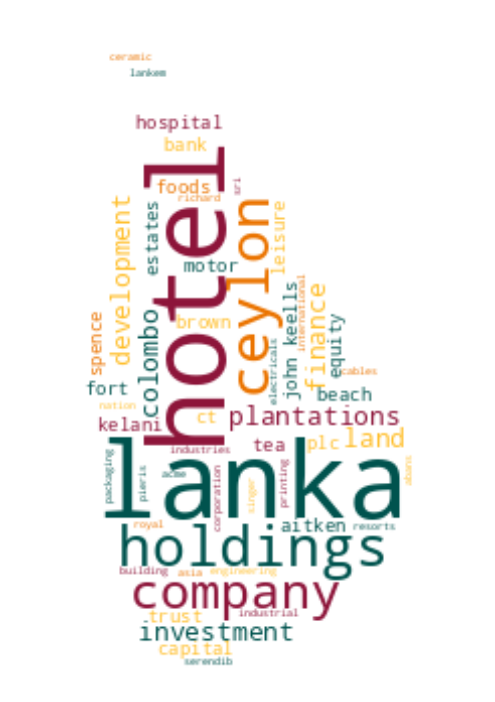 ceramic
lankem
hospital
bank
foods
richard
sri
hotel
development
estates
ceylon
leisure
motor
colombo
brown
spence
john keells
international
finance
equity
electricals
cables
fort
beach
nation
kelani
ct
plantations
industries
tea
plc
land
lanka
packaging
pieris
acme
corporation
singer
printing
abans
royal
aitken
resorts
holdings
building
asia
engineering
company
trust
industrial
investment
capital
serendib